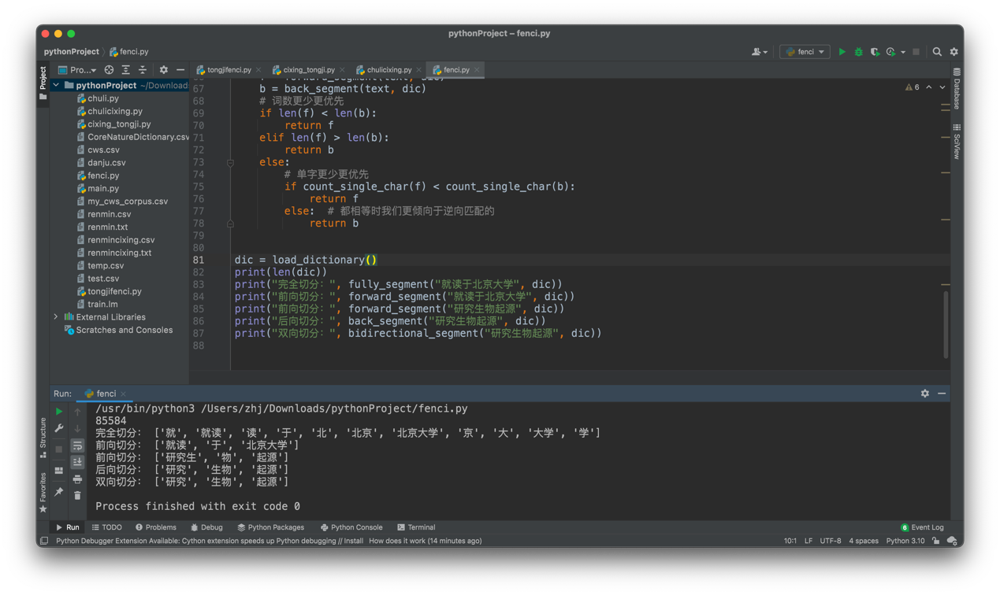 pythonProject – fenci.py
pythonProject fenci.py
fenci
Project
Pro...
tongjifenci.py
cixing_tongji.py
chulicixing.py
fenci.py
pythonProject ~/Download
chuli.py
chulicixing.py
cixing_tongji.py
CoreNatureDictionary.csv
cws.csv
danju.csv
fenci.py
main.py
my_cws_corpus.csv
renmin.csv
renmin.txt
renmincixing.csv
renmincixing.txt
temp.csv
test.csv
tongjifenci.py
train.lm
External Libraries
Scratches and Consoles
67 b = back_segment(text, dic)
68 # 词数更少更优先
69 if len(f) < len(b):
70 return f
71 elif len(f) > len(b):
72 return b
73 else:
74 # 单字更少更优先
75 if count_single_char(f) < count_single_char(b):
76 return f
77 else: # 都相等时我们更倾向于逆向匹配的
78 return b
79
80
81 dic = load_dictionary()
82 print(len(dic))
83 print("完全切分：", fully_segment("就读于北京大学", dic))
84 print("前向切分：", forward_segment("就读于北京大学", dic))
85 print("前向切分：", forward_segment("研究生物起源", dic))
86 print("后向切分：", back_segment("研究生物起源", dic))
87 print("双向切分：", bidirectional_segment("研究生物起源", dic))
88
6
Database
SciView
Run: fenci
/usr/bin/python3 /Users/zhj/Downloads/pythonProject/fenci.py
85584
完全切分： ['就', '就读', '读', '于', '北', '北京', '北京大学', '京', '大', '大学', '学']
前向切分： ['就读', '于', '北京大学']
前向切分： ['研究生', '物', '起源']
后向切分： ['研究', '生物', '起源']
双向切分： ['研究', '生物', '起源']
Process finished with exit code 0
Structure
Favorites
Run TODO Problems Debug Python Packages Python Console Terminal
6 Event Log
Python Debugger Extension Available: Cython extension speeds up Python debugging // Install How does it work (14 minutes ago)
10:1 LF UTF-8 4 spaces Python 3.10